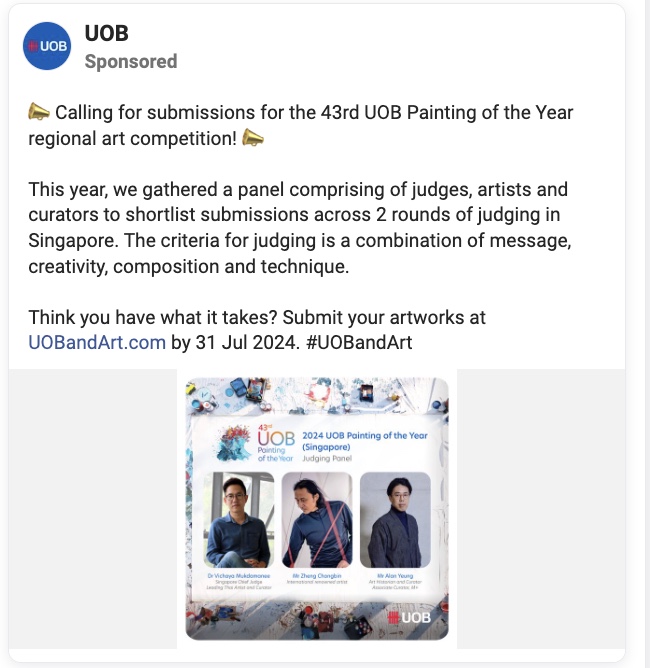 UOB
UOB
Sponsored
📣 Calling for submissions for the 43rd UOB Painting of the Year
regional art competition! 📣
This year, we gathered a panel comprising of judges, artists and
curators to shortlist submissions across 2 rounds of judging in
Singapore. The criteria for judging is a combination of message,
creativity, composition and technique.
Think you have what it takes? Submit your artworks at
UOBandArt.com by 31 Jul 2024. #UOBandArt
43rd
UOB
Painting
of the Year
2024 UOB Painting of the Year
(Singapore)
Judging Panel
Dr Vichaya Mukdamanee
Singapore Chief Judge
Leading Thai Artist and Curator
Mr Zheng Changbin
International renowned artist
Mr Alan Yeung
Art Historian and Curator
Associate Curator, M+
UOB